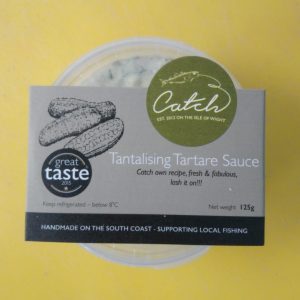 Catch
EST. 2012 ON THE ISLE OF WIGHT
great
taste
2015
Tantalising Tartare Sauce
Catch own recipe, fresh & fabulous,
lash it on!!!
Keep refrigerated - below 8°C
Net weight 125g
HANDMADE ON THE SOUTH COAST - SUPPORTING LOCAL FISHING